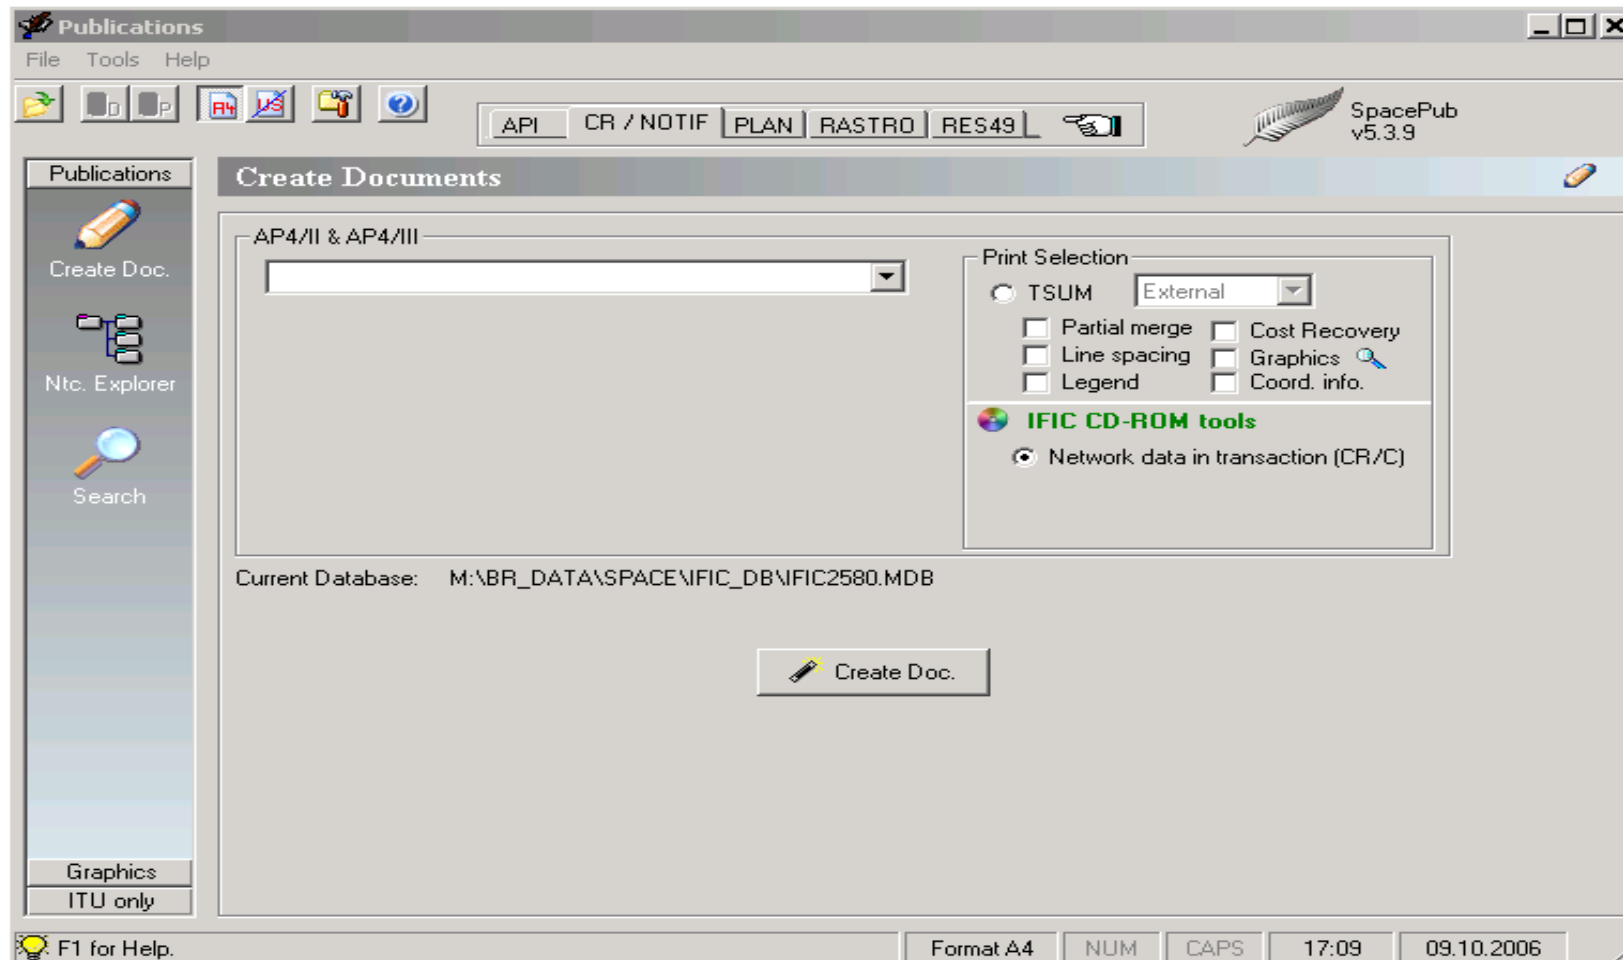 Publications
File Tools Help
D P A4 US
API CR / NOTIF PLAN RASTRO RES49
SpacePub
v5.3.9
Publications
Create Documents
Create Doc.
Ntc. Explorer
Search
AP4/II & AP4/III
Print Selection
TSUM External
Partial merge Cost Recovery
Line spacing Graphics
Legend Coord. info.
IFIC CD-ROM tools
Network data in transaction (CR/C)
Current Database: M:\BR_DATA\SPACE\IFIC_DB\IFIC2580.MDB
Create Doc.
Graphics
ITU only
F1 for Help. Format A4 NUM CAPS 17:09 09.10.2006